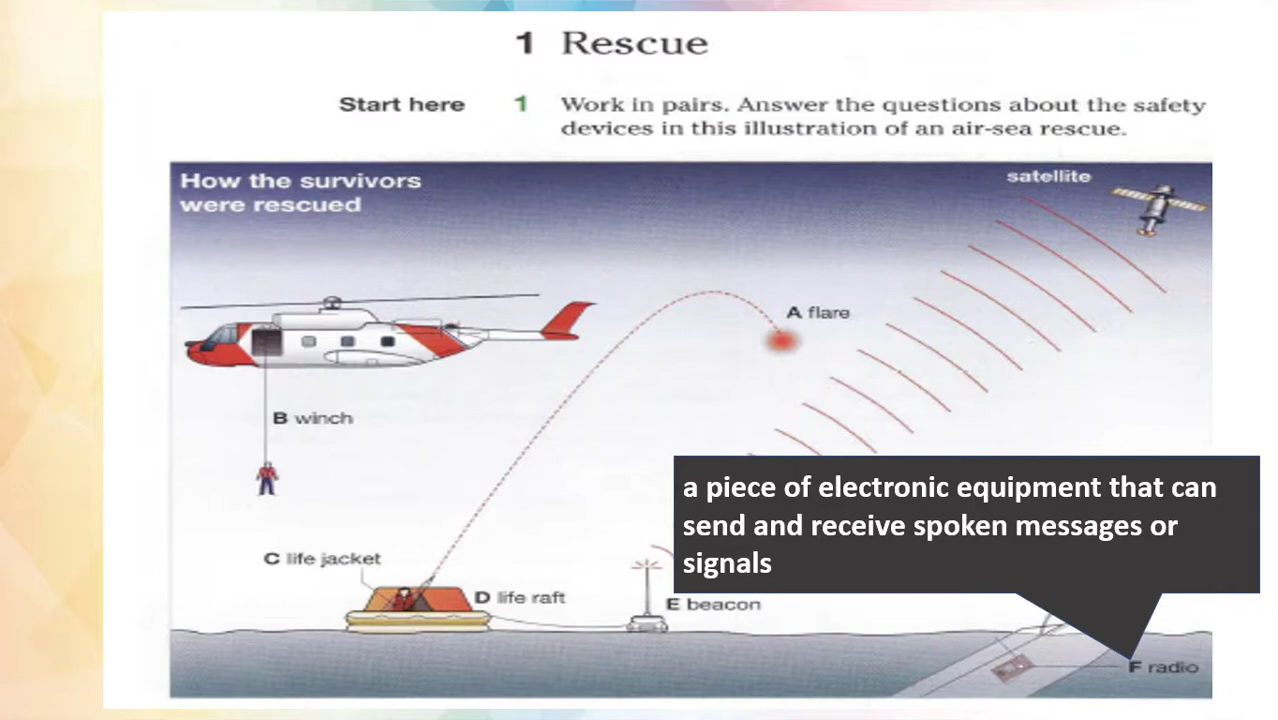 1 Rescue
Start here 1 Work in pairs. Answer the questions about the safety
devices in this illustration of an air-sea rescue.
How the survivors
were rescued
satellite
A flare
B winch
a piece of electronic equipment that can
send and receive spoken messages or
signals
C life jacket
D life raft
E beacon
F radio